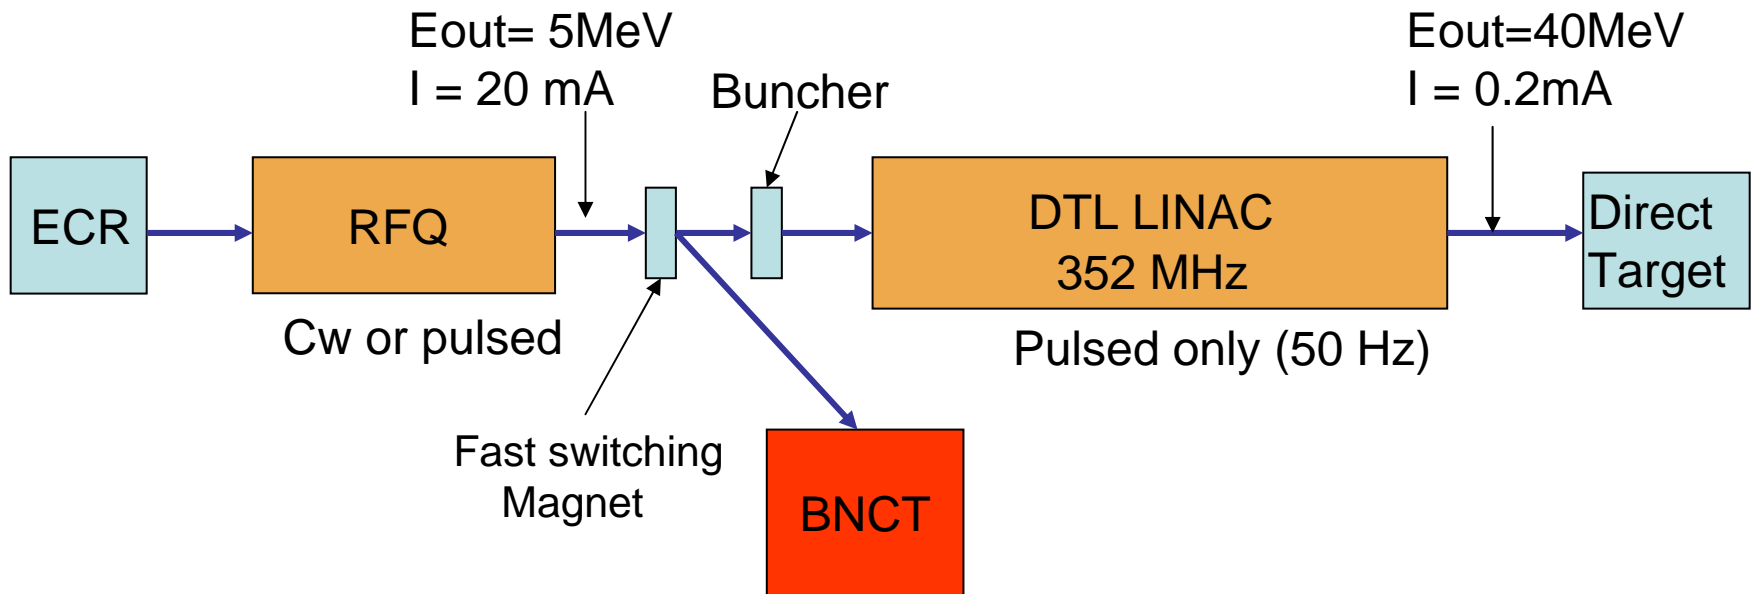 Eout= 5MeV
I = 20 mA
Buncher
Eout=40MeV
I = 0.2mA
ECR
RFQ
DTL LINAC
352 MHz
Direct
Target
Cw or pulsed
Pulsed only (50 Hz)
Fast switching
Magnet
BNCT